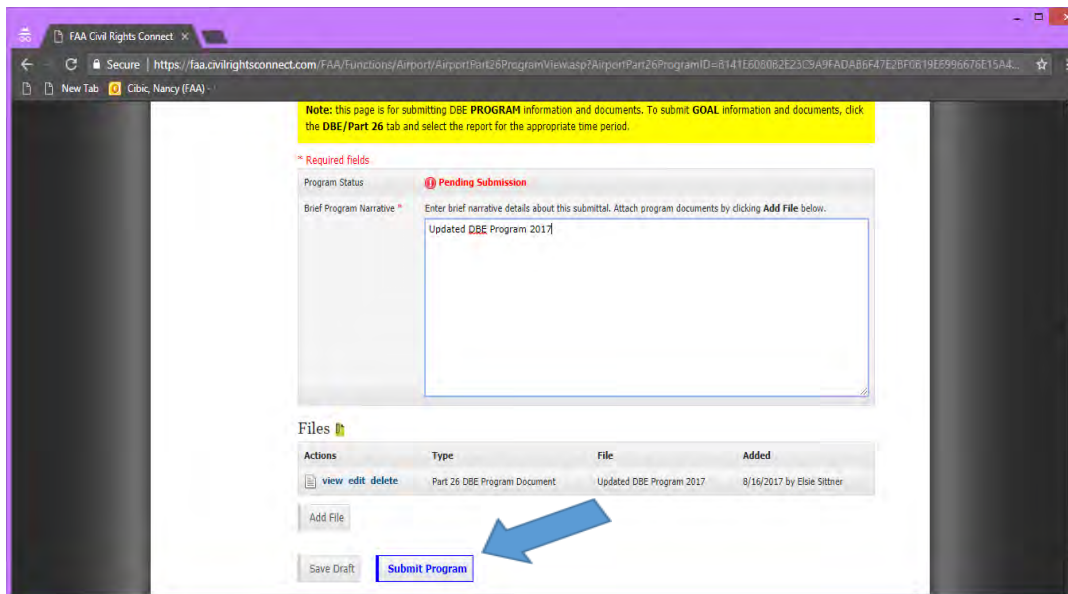 FAA Civil Rights Connect
Secure | https://faa.civilrightsconnect.com/FAA/Functions/Airport/AirportPart26ProgramView.asp?AirportPart26ProgramID=
New Tab Cibic, Nancy (FAA) -
Note: this page is for submitting DBE PROGRAM information and documents. To submit GOAL information and documents, click
the DBE/Part 26 tab and select the report for the appropriate time period.
* Required fields
Program Status Pending Submission
Brief Program Narrative * Enter brief narrative details about this submittal. Attach program documents by clicking Add File below.
Updated DBE Program 2017
Files
Actions Type File Added
view edit delete Part 26 DBE Program Document Updated DBE Program 2017 8/16/2017 by Elsie Sittner
Add File
Save Draft Submit Program